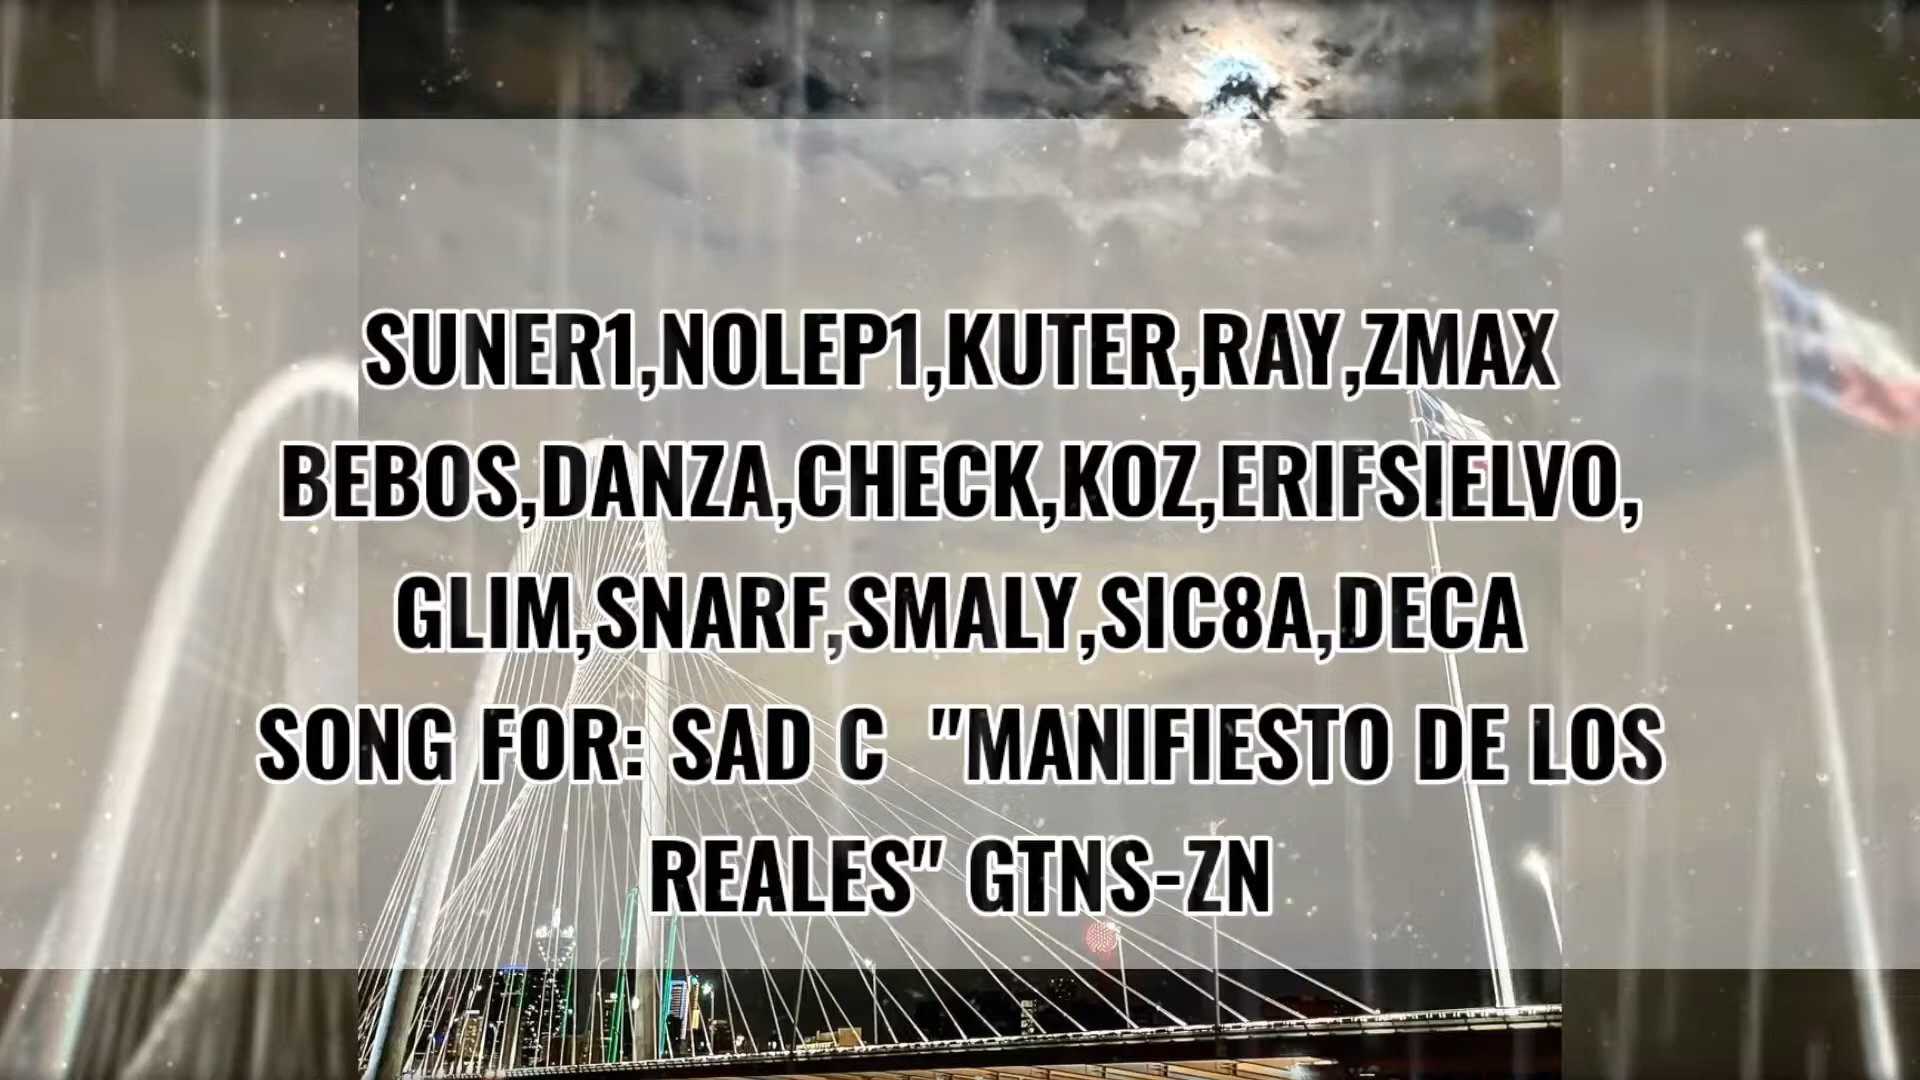 SUNER1,NOLEP1,KUTER,RAY,ZMAX
BEBOS,DANZA,CHECK,KOZ,ERIFSIELVO,
GLIM,SNARF,SMALY,SIC8A,DECA
SONG FOR: SAD C "MANIFIESTO DE LOS
REALES" GTNS-ZN